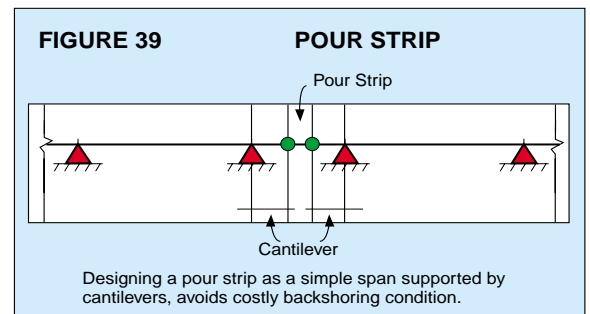 FIGURE 39 POUR STRIP
Pour Strip
Cantilever
Designing a pour strip as a simple span supported by
cantilevers, avoids costly backshoring condition.